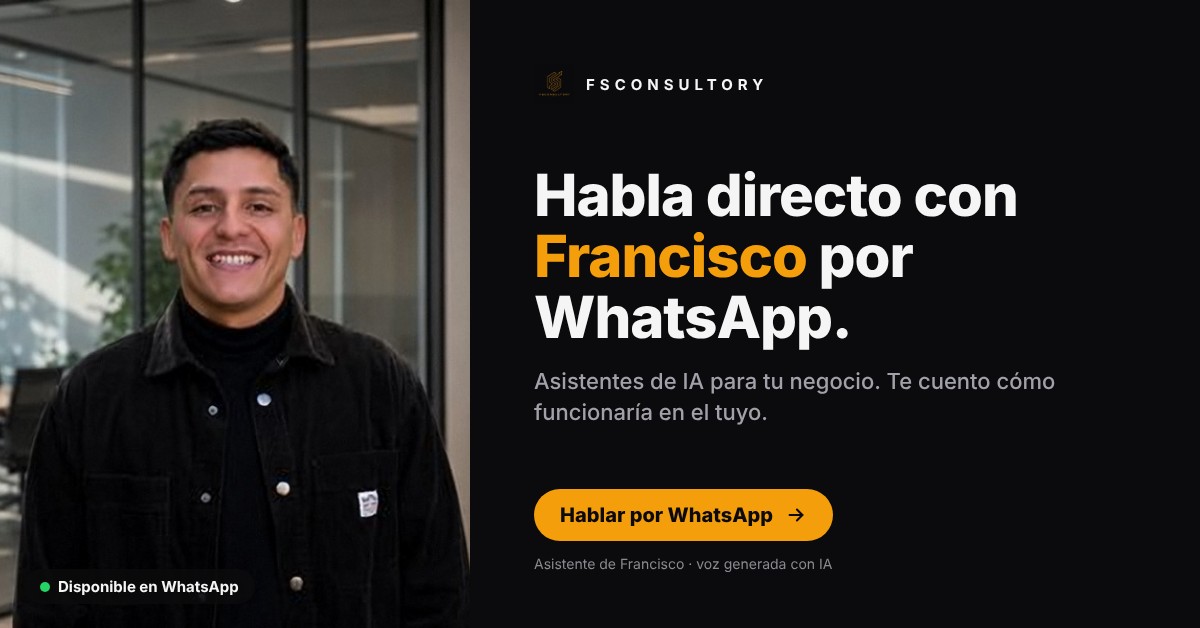 FSCONSULTORY
Habla directo con
Francisco por
WhatsApp.
Asistentes de IA para tu negocio. Te cuento cómo
funcionaría en el tuyo.
Hablar por WhatsApp →
Asistente de Francisco · voz generada con IA
Disponible en WhatsApp